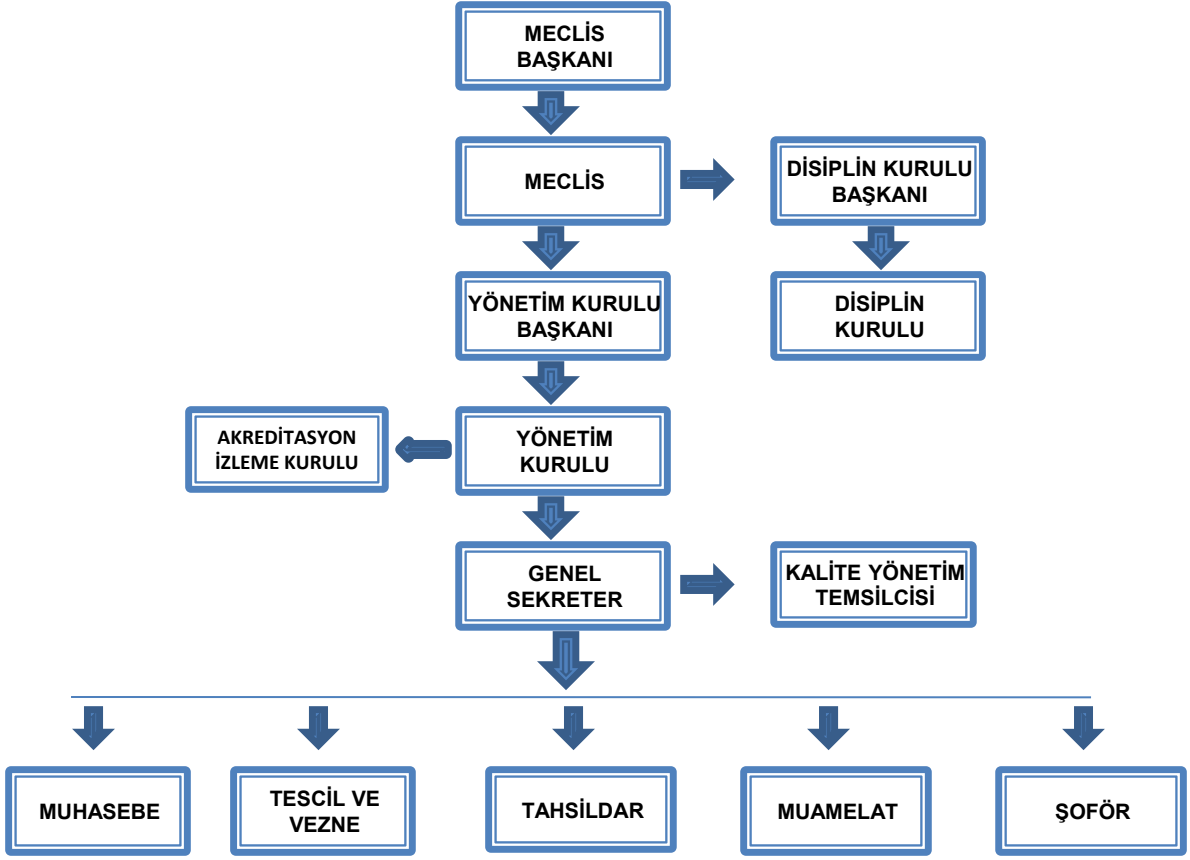 MECLİS
BAŞKANI
MECLİS
DİSİPLİN KURULU
BAŞKANI
YÖNETİM KURULU
BAŞKANI
DİSİPLİN
KURULU
AKREDİTASYON
İZLEME KURULU
YÖNETİM
KURULU
GENEL
SEKRETER
KALİTE YÖNETİM
TEMSİLCİSİ
MUHASEBE
TESCİL VE
VEZNE
TAHSİLDAR
MUAMELAT
ŞOFÖR